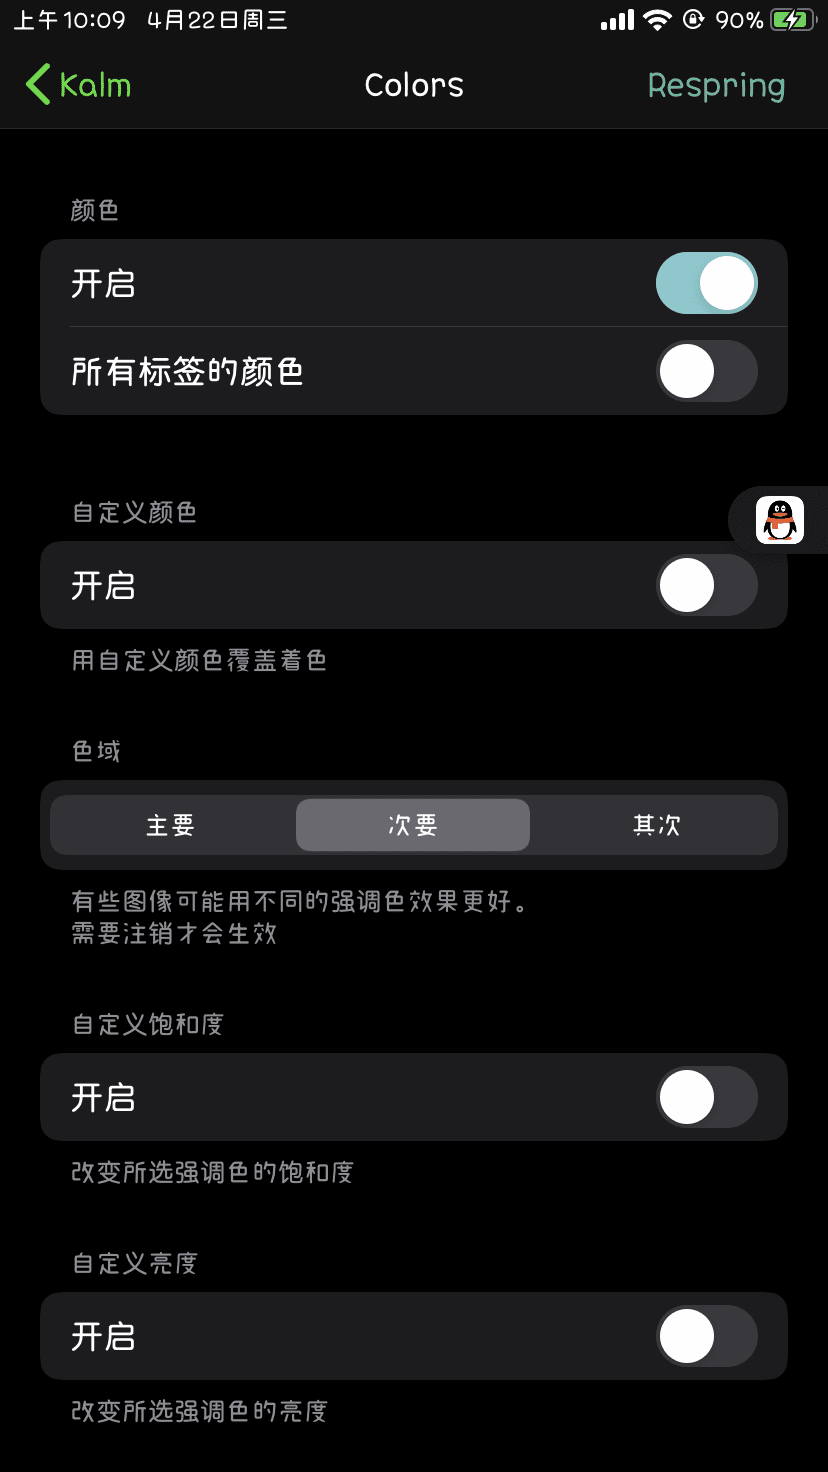 上午10:09 4月22日周三 90%
Kalm Colors Respring
颜色
开启
所有标签的颜色
自定义颜色
开启
用自定义颜色覆盖着色
色域
主要 次要 其次
有些图像可能用不同的强调色效果更好。
需要注销才会生效
自定义饱和度
开启
改变所选强调色的饱和度
自定义亮度
开启
改变所选强调色的亮度